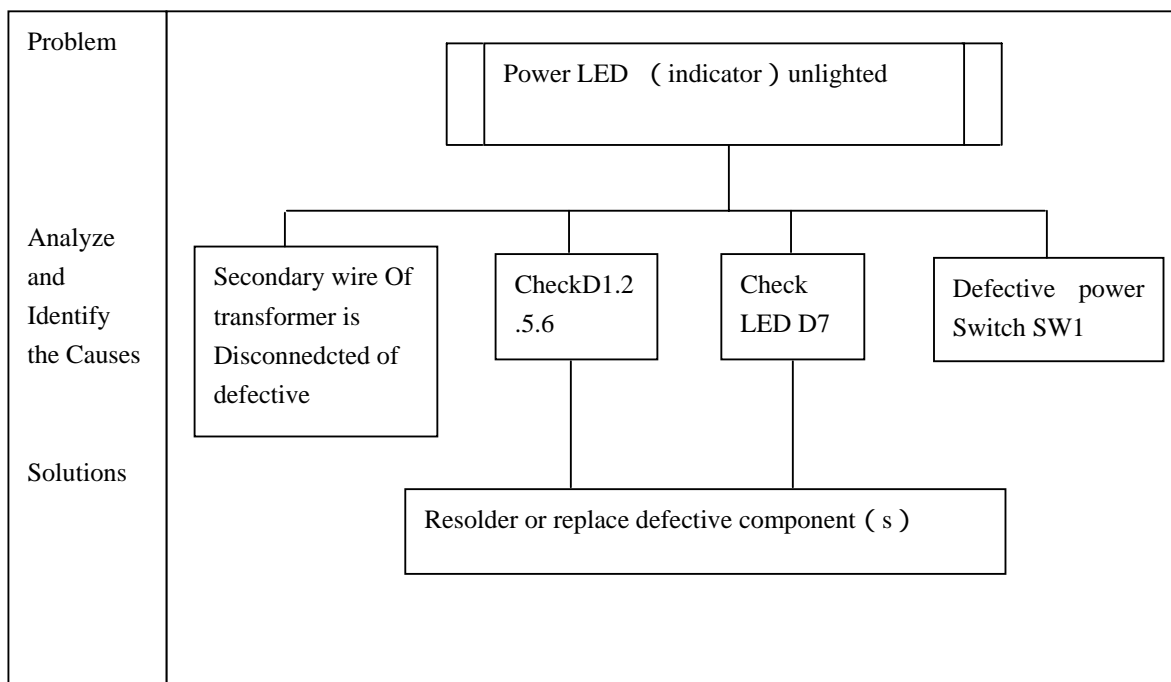 Problem
Power LED （indicator）unlighted
Analyze
and
Identify
the Causes
Secondary wire Of
transformer is
Disconnedcted of
defective
CheckD1.2
.5.6
Check
LED D7
Defective power
Switch SW1
Solutions
Resolder or replace defective component（s）